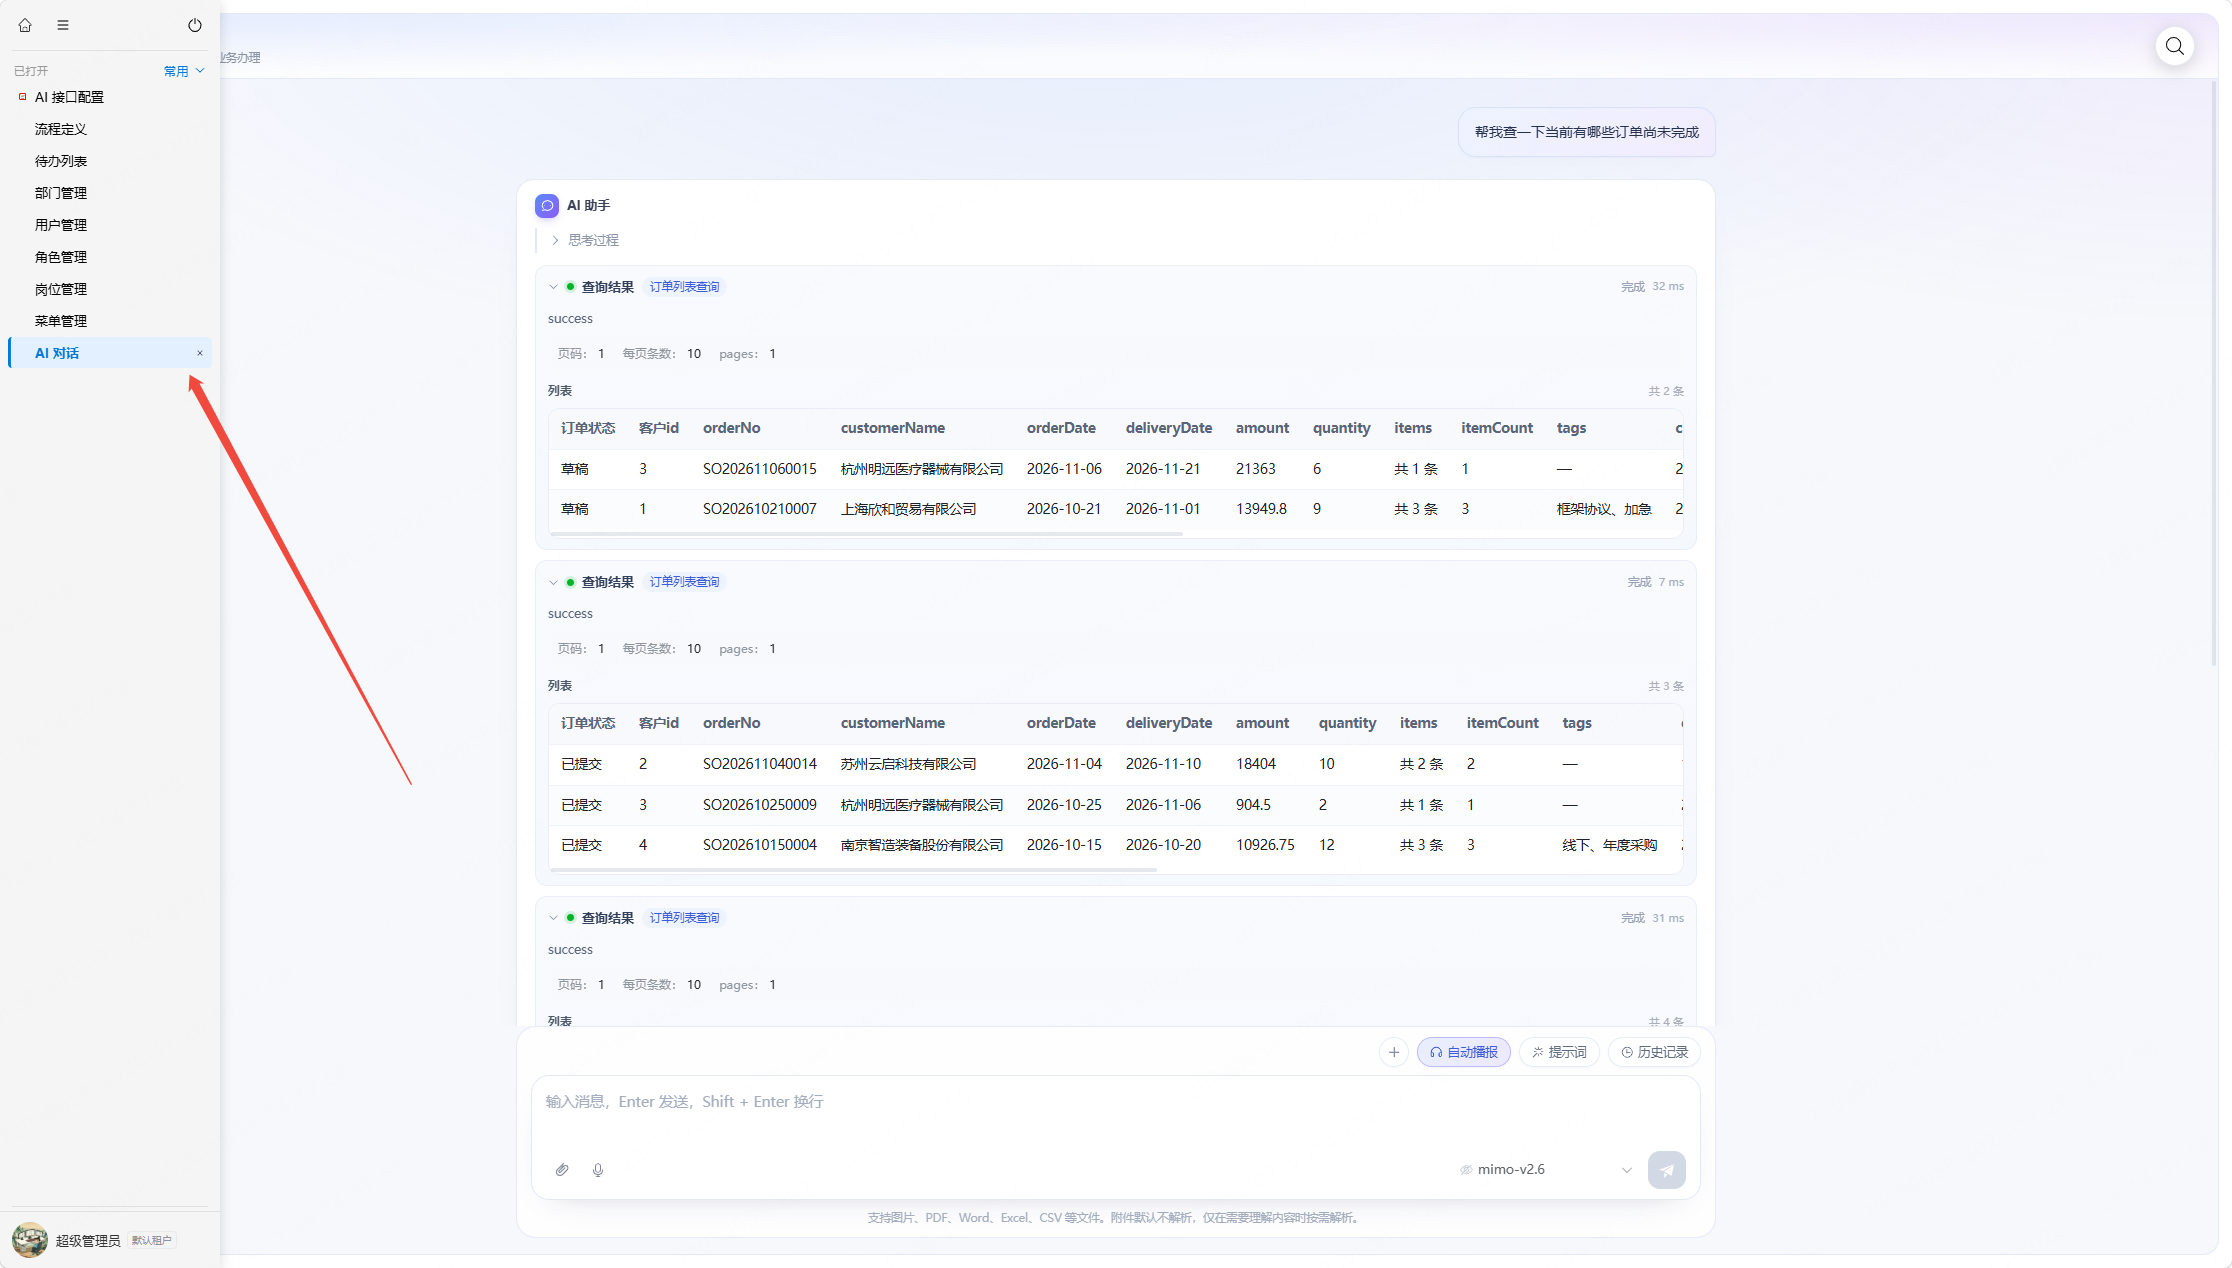 已打开 常用
AI 接口配置
流程定义
待办列表
部门管理
用户管理
角色管理
岗位管理
菜单管理
AI 对话 ×
超级管理员 默认租户
业务办理
帮我查一下当前有哪些订单尚未完成
AI 助手
思考过程
查询结果 订单列表查询 完成 32 ms
success
页码: 1 每页条数: 10 pages: 1
列表 共 2 条
订单状态 客户id orderNo customerName orderDate deliveryDate amount quantity items itemCount tags c
草稿 3 SO202611060015 杭州明远医疗器械有限公司 2026-11-06 2026-11-21 21363 6 共 1 条 1 — 2
草稿 1 SO202610210007 上海欣和贸易有限公司 2026-10-21 2026-11-01 13949.8 9 共 3 条 3 框架协议、加急 2
查询结果 订单列表查询 完成 7 ms
success
页码: 1 每页条数: 10 pages: 1
列表 共 3 条
订单状态 客户id orderNo customerName orderDate deliveryDate amount quantity items itemCount tags
已提交 2 SO202611040014 苏州云启科技有限公司 2026-11-04 2026-11-10 18404 10 共 2 条 2 —
已提交 3 SO202610250009 杭州明远医疗器械有限公司 2026-10-25 2026-11-06 904.5 2 共 1 条 1 —
已提交 4 SO202610150004 南京智造装备股份有限公司 2026-10-15 2026-10-20 10926.75 12 共 3 条 3 线下、年度采购
查询结果 订单列表查询 完成 31 ms
success
页码: 1 每页条数: 10 pages: 1
列表 共 4 条
自动播报 提示词 历史记录
输入消息，Enter 发送，Shift + Enter 换行
mimo-v2.6
支持图片、PDF、Word、Excel、CSV 等文件。附件默认不解析，仅在需要理解内容时按需解析。